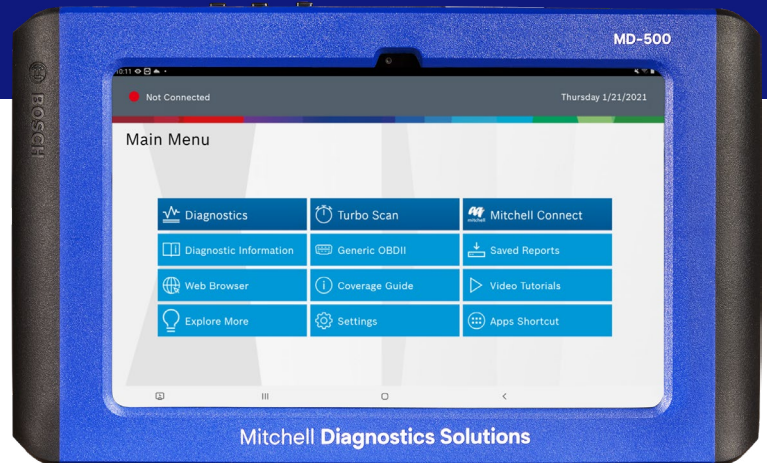 MD-500
BOSCH
10:11
Not Connected
Thursday 1/21/2021
Main Menu
Diagnostics
Turbo Scan
mitchell
Mitchell Connect
Diagnostic Information
Generic OBDII
Saved Reports
Web Browser
Coverage Guide
Video Tutorials
Explore More
Settings
Apps Shortcut
Mitchell Diagnostics Solutions